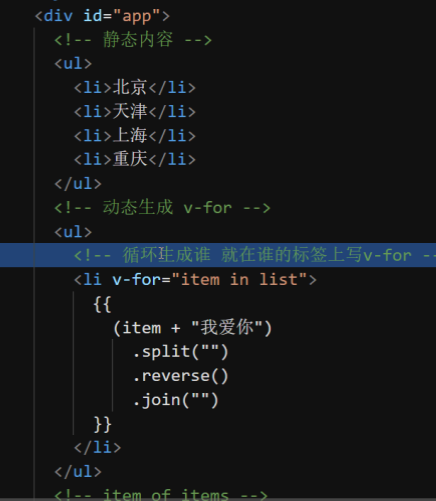 <div id="app">
<!-- 静态内容 -->
<ul>
<li>北京</li>
<li>天津</li>
<li>上海</li>
<li>重庆</li>
</ul>
<!-- 动态生成 v-for -->
<ul>
<!-- 循环生成谁 就在谁的标签上写v-for --
<li v-for="item in list">
{{
(item + "我爱你")
.split("")
.reverse()
.join("")
}}
</li>
</ul>
<!-- item of items -->